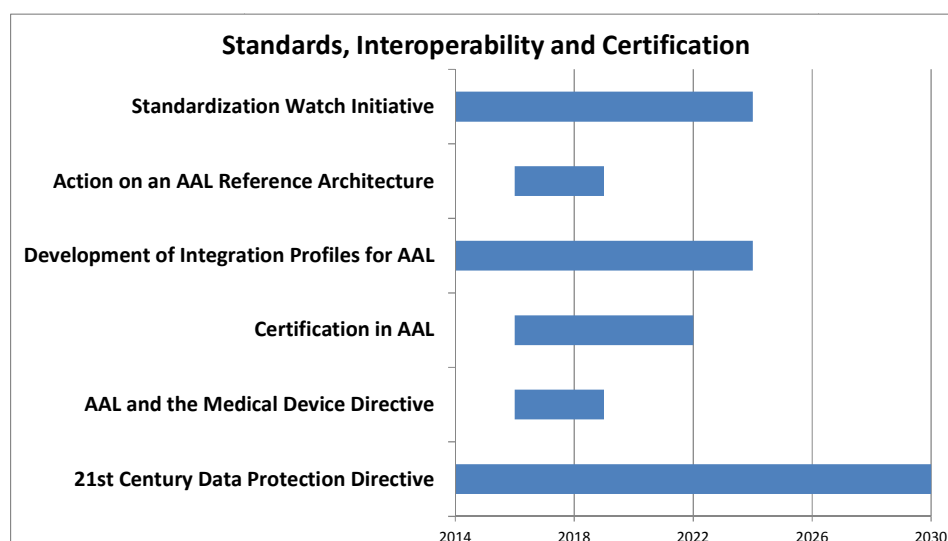 Standards, Interoperability and Certification
Standardization Watch Initiative
Action on an AAL Reference Architecture
Development of Integration Profiles for AAL
Certification in AAL
AAL and the Medical Device Directive
21st Century Data Protection Directive
2014 2018 2022 2026 2030